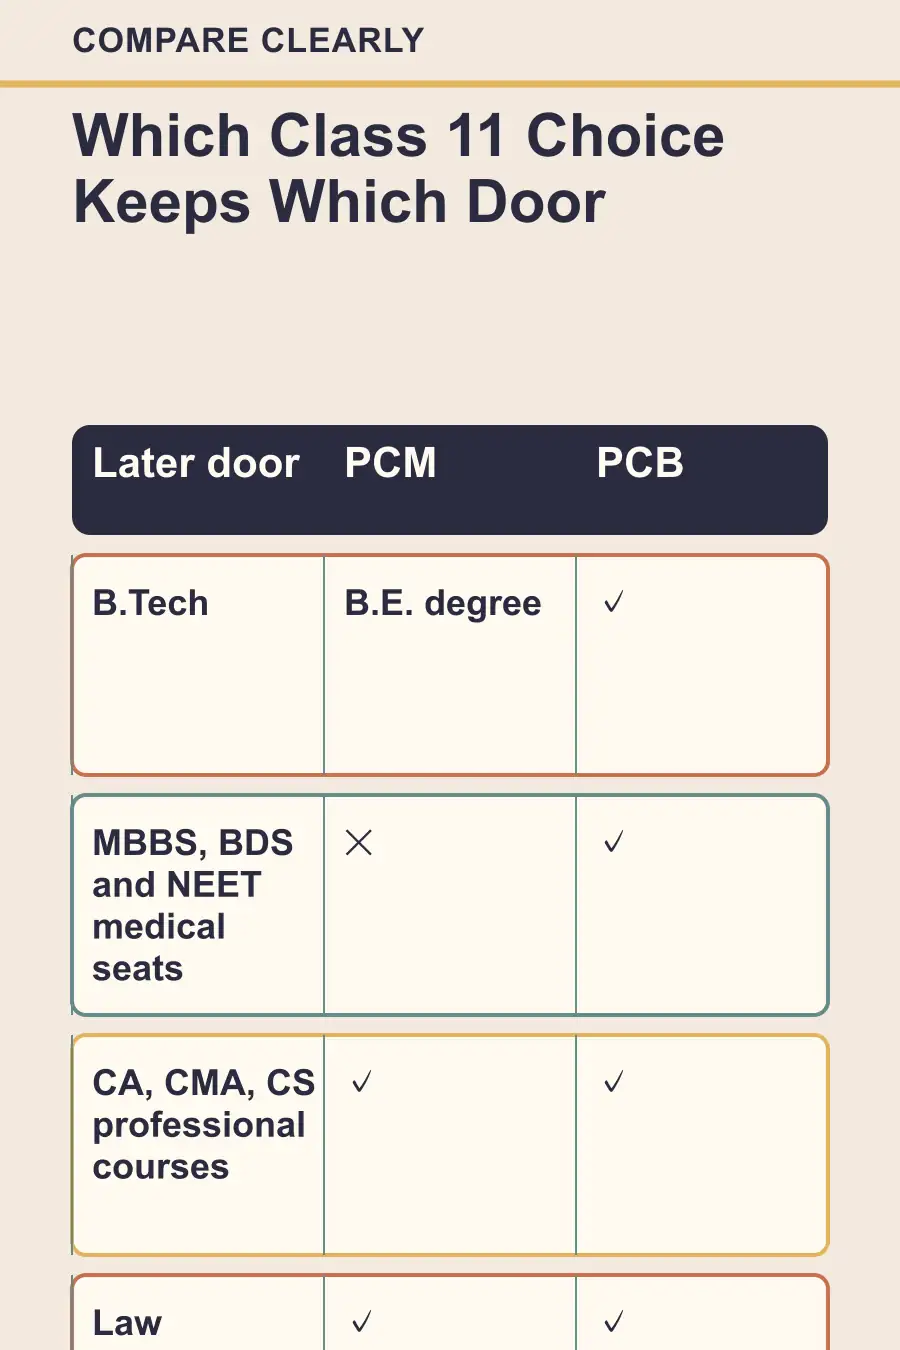 COMPARE CLEARLY
Which Class 11 Choice
Keeps Which Door
Later door PCM PCB
B.Tech B.E. degree ✓
MBBS, BDS ✕ ✓
and NEET
medical
seats
CA, CMA, CS ✓ ✓
professional
courses
Law ✓ ✓